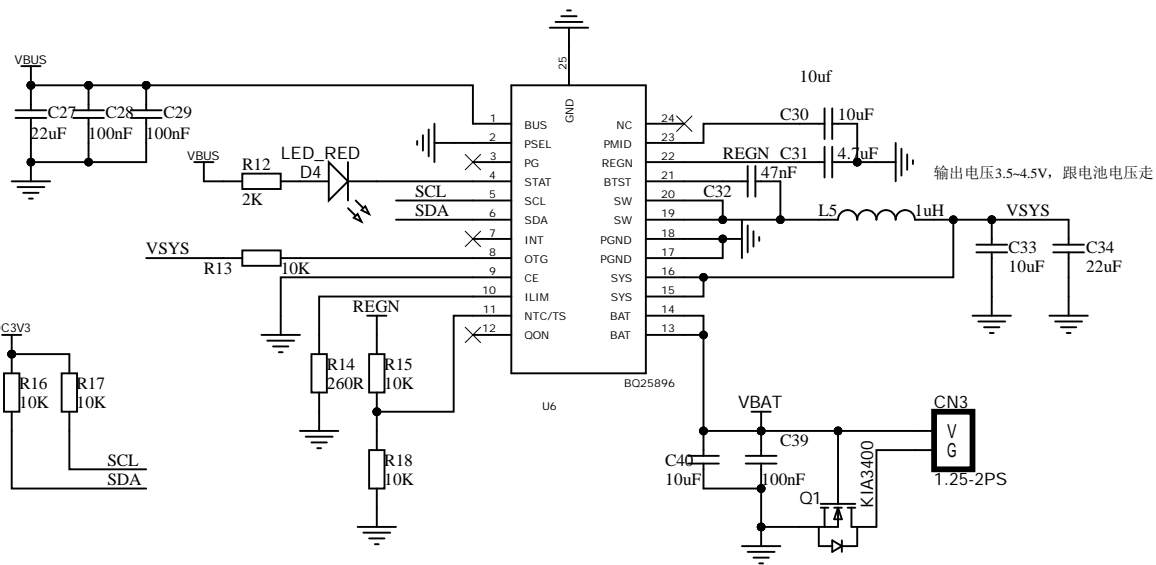 25
GND
VBUS
C27
22uF
C28
100nF
C29
100nF
VBUS
R12
2K
LED_RED
D4
SCL
SDA
VSYS
R13
10K
REGN
R14
260R
R15
10K
R18
10K
C3V3
R16
10K
R17
10K
SCL
SDA
1 BUS
2 PSEL
3 PG
4 STAT
5 SCL
6 SDA
7 INT
8 OTG
9 CE
10 ILIM
11 NTC/TS
12 QON
NC 24
PMID 23
REGN 22
BTST 21
SW 20
SW 19
PGND 18
PGND 17
SYS 16
SYS 15
BAT 14
BAT 13
BQ25896
U6
10uf
C30 10uF
REGN C31 4.7uF
47nF
C32
输出电压3.5~4.5V，跟电池电压走
L5 1uH
VSYS
C33
10uF
C34
22uF
VBAT
C40
10uF
C39
100nF
Q1
KIA3400
CN3
V
G
1.25-2PS